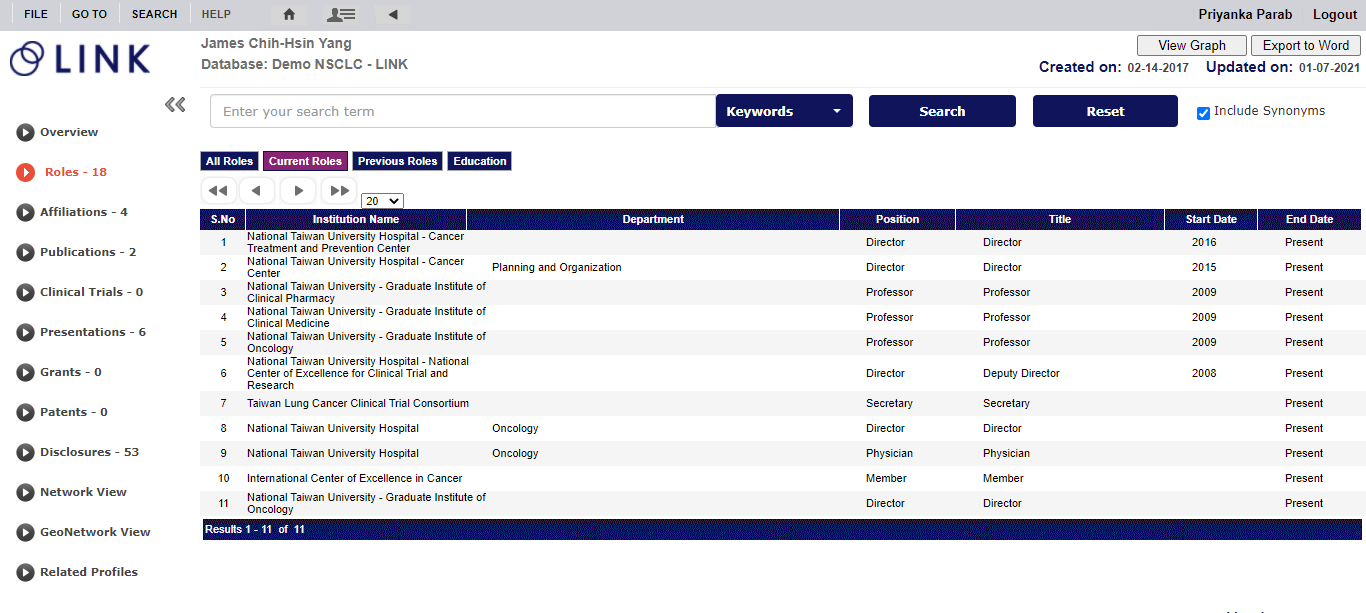 FILE GO TO SEARCH HELP Priyanka Parab Logout
LINK
James Chih-Hsin Yang
Database: Demo NSCLC - LINK
View Graph Export to Word
Created on: 02-14-2017 Updated on: 01-07-2021
Enter your search term Keywords Search Reset Include Synonyms
Overview
Roles - 18
Affiliations - 4
Publications - 2
Clinical Trials - 0
Presentations - 6
Grants - 0
Patents - 0
Disclosures - 53
Network View
GeoNetwork View
Related Profiles
All Roles Current Roles Previous Roles Education
20
S.No Institution Name Department Position Title Start Date End Date
1 National Taiwan University Hospital - Cancer
Treatment and Prevention Center Director Director 2016 Present
2 National Taiwan University Hospital - Cancer
Center Planning and Organization Director Director 2015 Present
3 National Taiwan University - Graduate Institute of
Clinical Pharmacy Professor Professor 2009 Present
4 National Taiwan University - Graduate Institute of
Clinical Medicine Professor Professor 2009 Present
5 National Taiwan University - Graduate Institute of
Oncology Professor Professor 2009 Present
6 National Taiwan University Hospital - National
Center of Excellence for Clinical Trial and
Research Director Deputy Director 2008 Present
7 Taiwan Lung Cancer Clinical Trial Consortium Secretary Secretary Present
8 National Taiwan University Hospital Oncology Director Director Present
9 National Taiwan University Hospital Oncology Physician Physician Present
10 International Center of Excellence in Cancer Member Member Present
11 National Taiwan University - Graduate Institute of
Oncology Director Director Present
Results 1 - 11 of 11